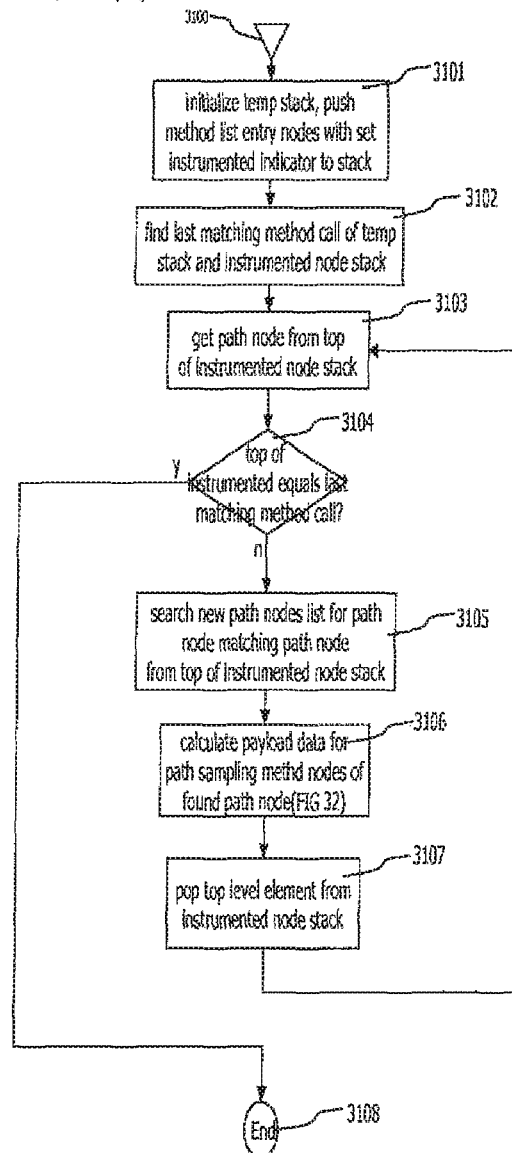 3100
3101
initialize temp stack, push
method list entry nodes with set
instrumented indicator to stack
3102
find last matching method call of temp
stack and instrumented node stack
3103
get path node from top
of instrumented node stack
3104
top of
instrumented equals last
matching method call?
y
n
3105
search new path nodes list for path
node matching path node
from top of instrumented node stack
3106
calculate payload data for
path sampling methd nodes of
found path node(FIG 32)
3107
pop top level element from
instrumented node stack
End
3108